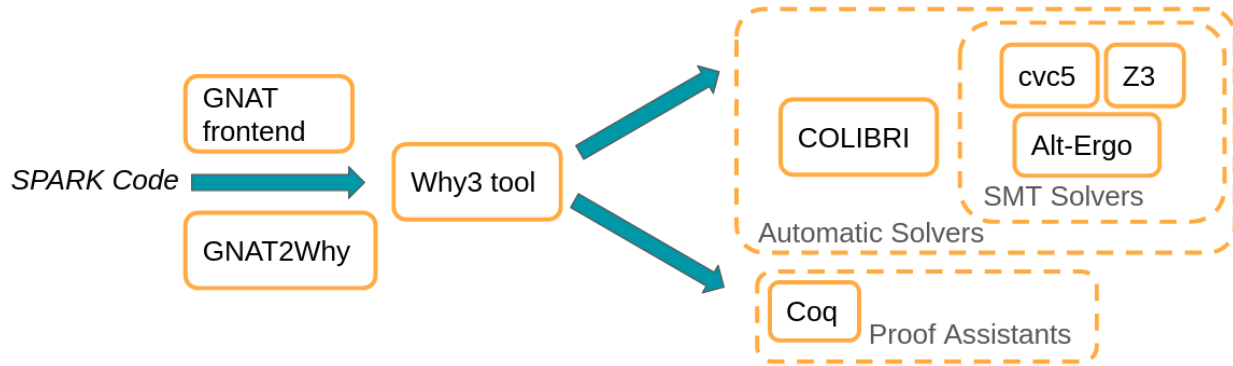 SPARK Code
GNAT
frontend
GNAT2Why
Why3 tool
COLIBRI
cvc5
Z3
Alt-Ergo
SMT Solvers
Automatic Solvers
Coq
Proof Assistants